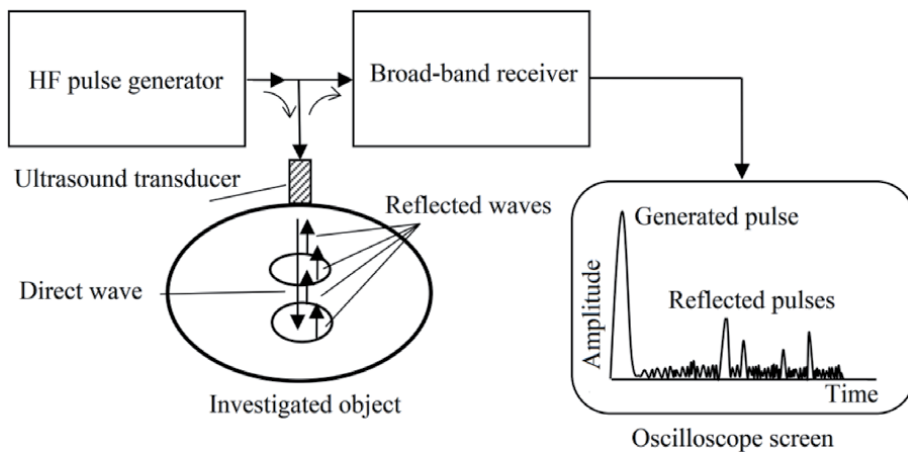 HF pulse generator
Broad-band receiver
Ultrasound transducer
Reflected waves
Direct wave
Investigated object
Generated pulse
Reflected pulses
Amplitude
Time
Oscilloscope screen